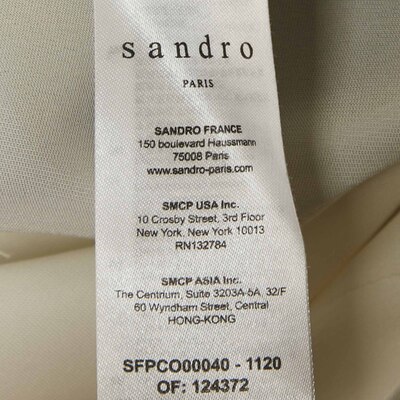 sandro
PARIS
SANDRO FRANCE
150 boulevard Haussmann
75008 Paris
www.sandro-paris.com
SMCP USA Inc.
10 Crosby Street, 3rd Floor
New York, New York 10013
RN132784
SMCP ASIA Inc.
The Centrium, Suite 3203A-5A, 32/F
60 Wyndham Street, Central
HONG-KONG
SFPCO00040 - 1120
OF: 124372